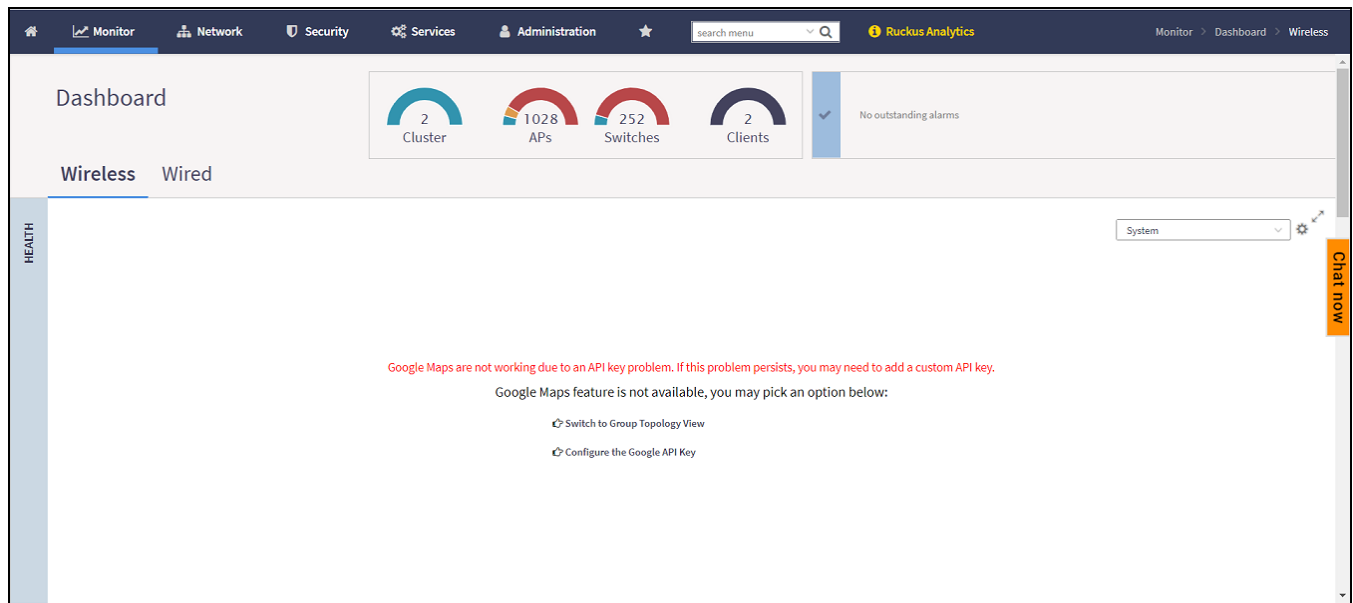 Monitor Network Security Services Administration search menu Ruckus Analytics Monitor > Dashboard > Wireless
Dashboard
2
Cluster
1028
APs
252
Switches
2
Clients
No outstanding alarms
Wireless Wired
HEALTH
System
Chat now
Google Maps are not working due to an API key problem. If this problem persists, you may need to add a custom API key.
Google Maps feature is not available, you may pick an option below:
Switch to Group Topology View
Configure the Google API Key